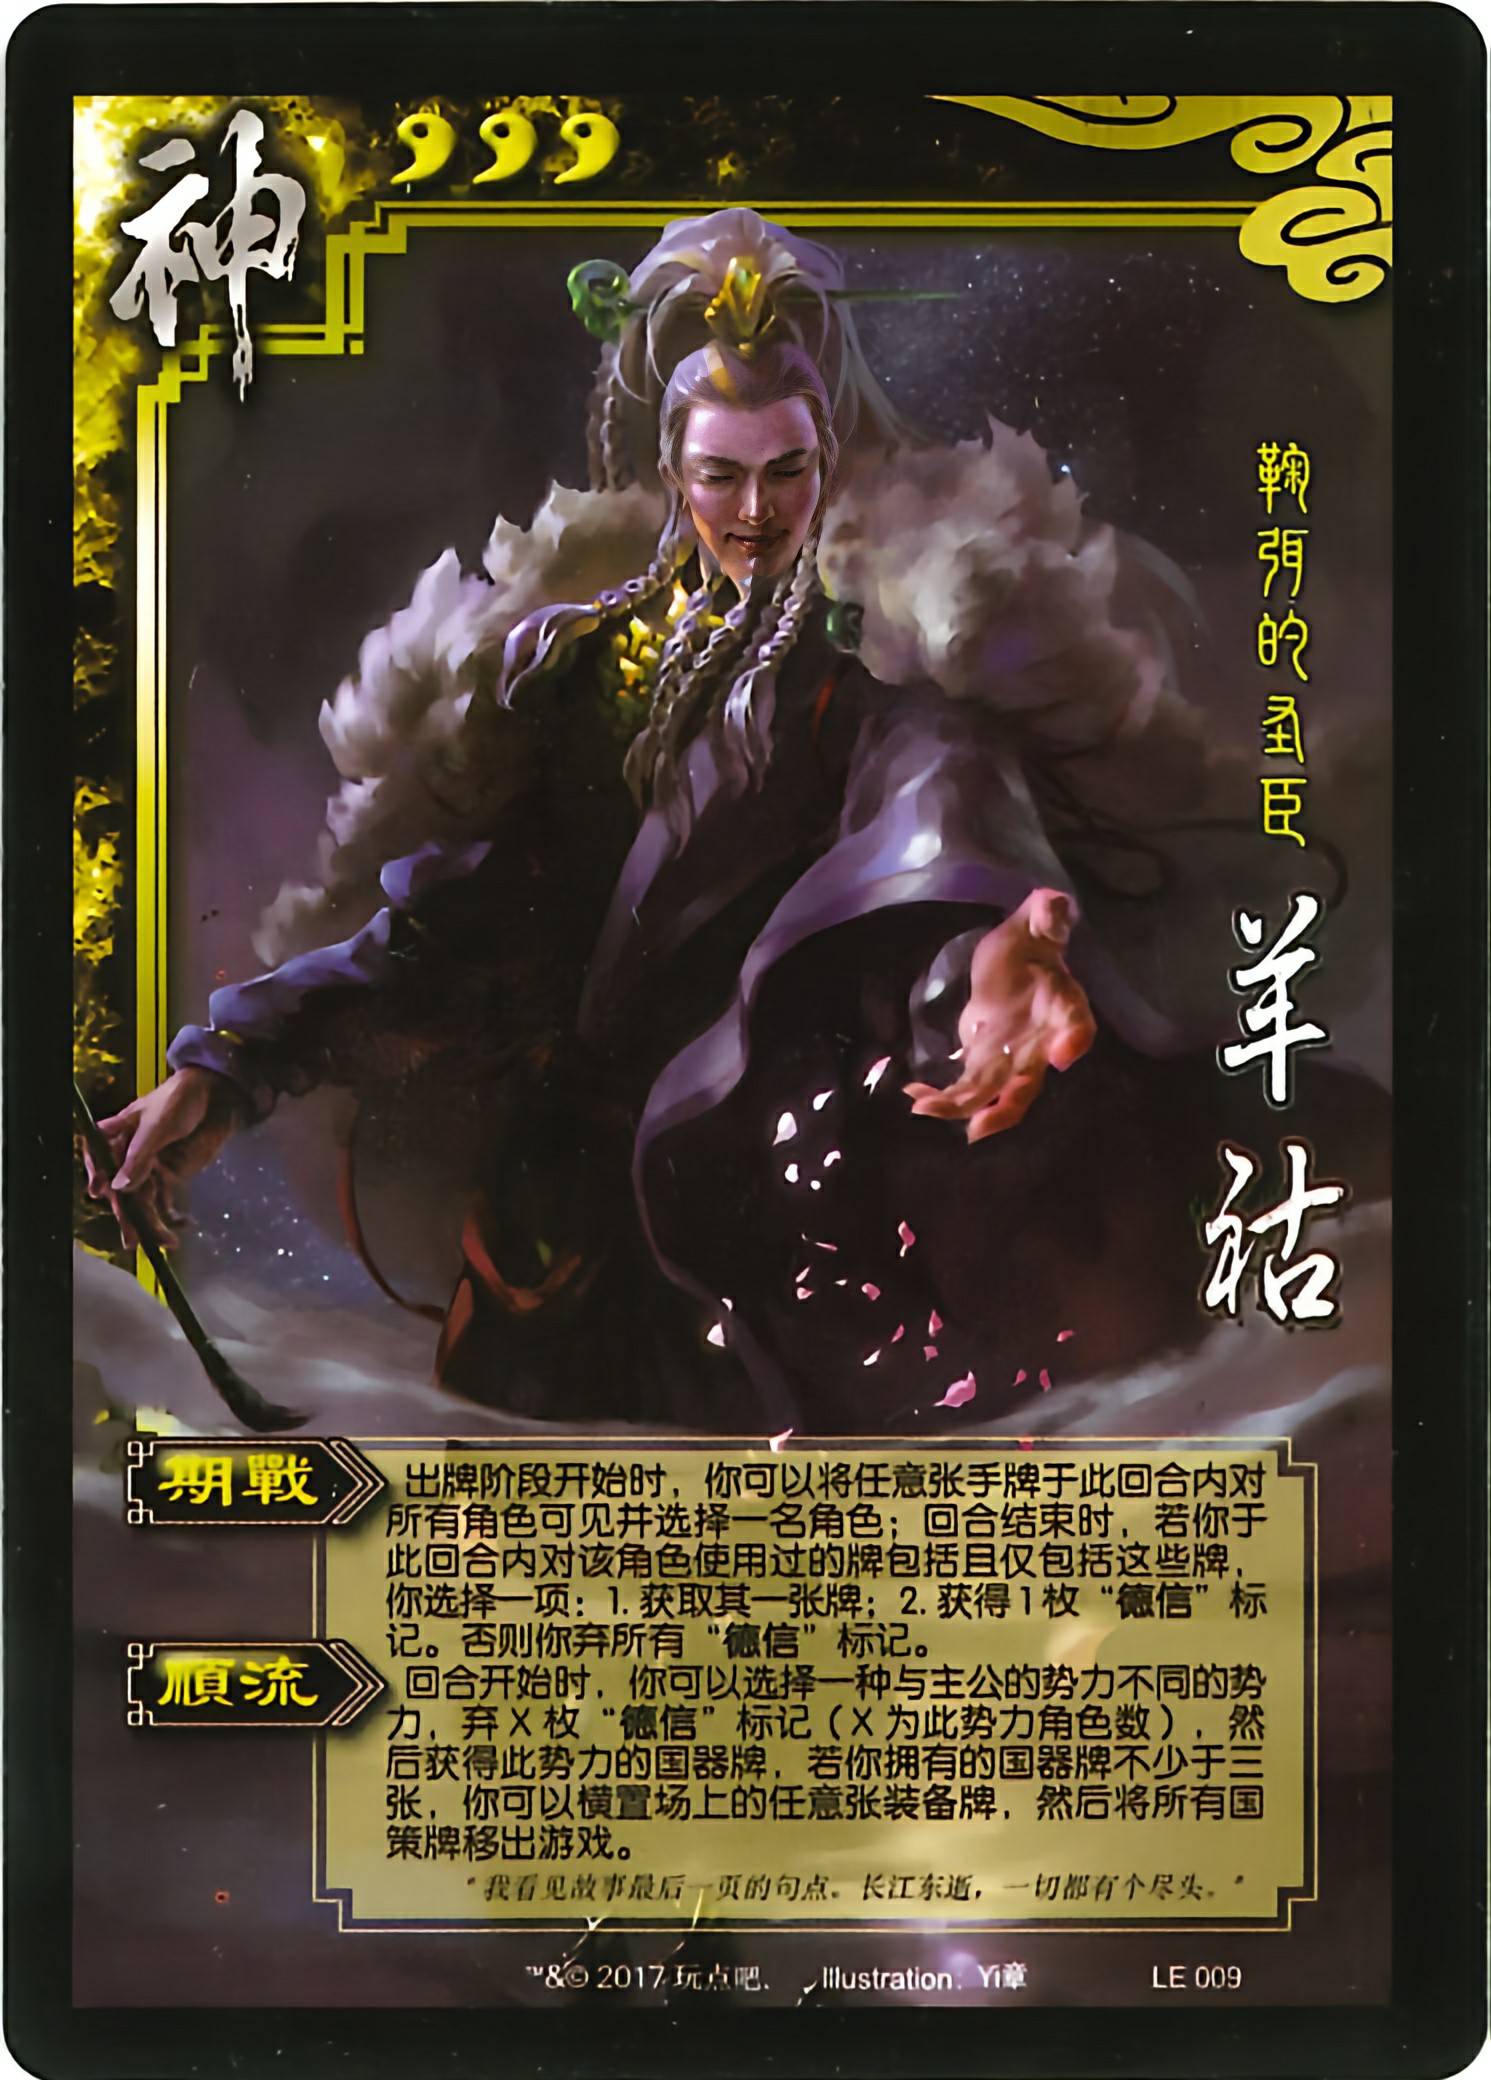 神
鞠躬的圣臣
羊祜
期戰
出牌阶段开始时，你可以将任意张手牌于此回合内对
所有角色可见并选择一名角色；回合结束时，若你于
此回合内对该角色使用过的牌包括且仅包括这些牌，
你选择一项：1.获取其一张牌；2.获得1枚“德信”标
记。否则你弃所有“德信”标记。
順流
回合开始时，你可以选择一种与主公的势力不同的势
力，弃X枚“德信”标记（X为此势力角色数），然
后获得此势力的国器牌，若你拥有的国器牌不少于三
张，你可以横置场上的任意张装备牌，然后将所有国
策牌移出游戏。
“我看见故事最后一页的句点。长江东逝，一切都有个尽头。”
™&© 2017 玩点吧. Illustration: Yi章 LE 009